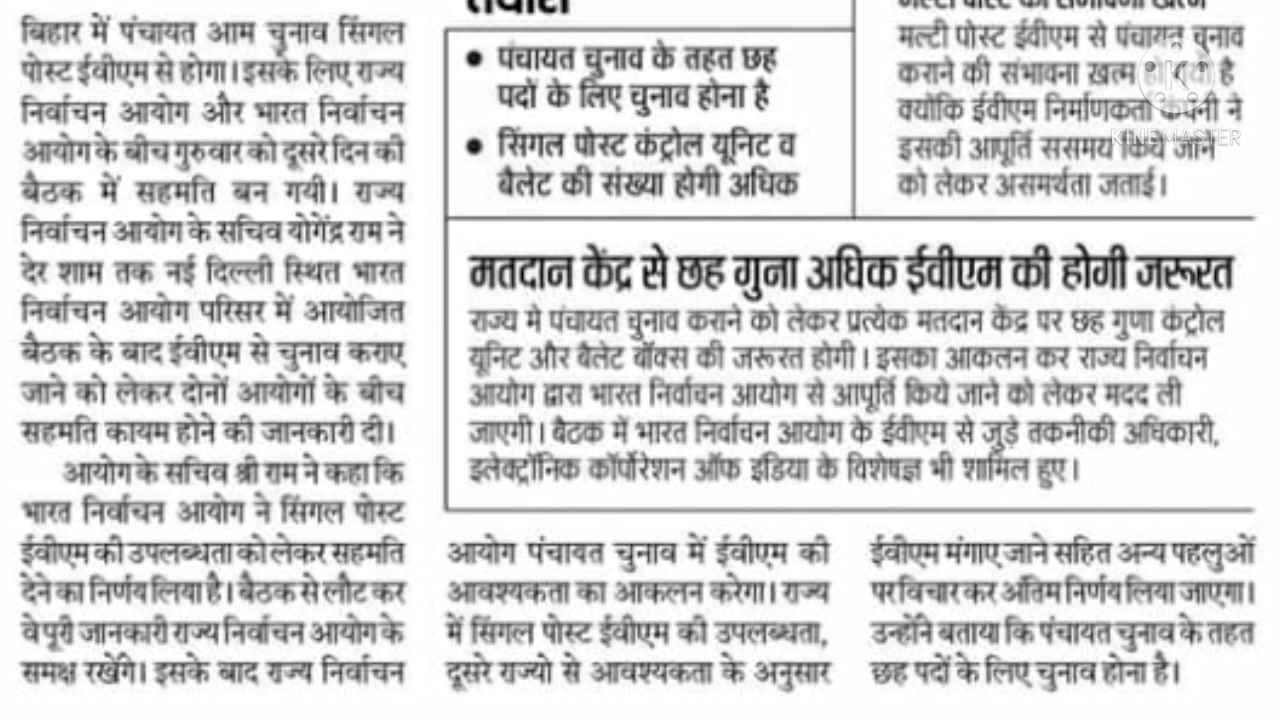 बिहार में पंचायत आम चुनाव सिंगल
पोस्ट ईवीएम से होगा। इसके लिए राज्य
निर्वाचन आयोग और भारत निर्वाचन
आयोग के बीच गुरुवार को दूसरे दिन की
बैठक में सहमति बन गयी। राज्य
निर्वाचन आयोग के सचिव योगेंद्र राम ने
देर शाम तक नई दिल्ली स्थित भारत
निर्वाचन आयोग परिसर में आयोजित
बैठक के बाद ईवीएम से चुनाव कराए
जाने को लेकर दोनों आयोगों के बीच
सहमति कायम होने की जानकारी दी।
आयोग के सचिव श्री राम ने कहा कि
भारत निर्वाचन आयोग ने सिंगल पोस्ट
ईवीएम की उपलब्धता को लेकर सहमति
देने का निर्णय लिया है। बैठक से लौट कर
वे पूरी जानकारी राज्य निर्वाचन आयोग के
समक्ष रखेंगे। इसके बाद राज्य निर्वाचन
• पंचायत चुनाव के तहत छह
पदों के लिए चुनाव होना है
• सिंगल पोस्ट कंट्रोल यूनिट व
बैलेट की संख्या होगी अधिक
मल्टी पोस्ट ईवीएम से पंचायत चुनाव
कराने की संभावना ख़त्म हो गयी है
क्योंकि ईवीएम निर्माणकर्ता कंपनी ने
इसकी आपूर्ति ससमय किये जाने
को लेकर असमर्थता जताई।
KINEMASTER
मतदान केंद्र से छह गुना अधिक ईवीएम की होगी जरूरत
राज्य मे पंचायत चुनाव कराने को लेकर प्रत्येक मतदान केंद्र पर छह गुणा कंट्रोल
यूनिट और बैलेट बॉक्स की जरूरत होगी। इसका आकलन कर राज्य निर्वाचन
आयोग द्वारा भारत निर्वाचन आयोग से आपूर्ति किये जाने को लेकर मदद ली
जाएगी। बैठक में भारत निर्वाचन आयोग के ईवीएम से जुड़े तकनीकी अधिकारी,
इलेक्ट्रॉनिक कॉर्पोरेशन ऑफ इंडिया के विशेषज्ञ भी शामिल हुए।
आयोग पंचायत चुनाव में ईवीएम की
आवश्यकता का आकलन करेगा। राज्य
में सिंगल पोस्ट ईवीएम की उपलब्धता,
दूसरे राज्यो से आवश्यकता के अनुसार
ईवीएम मंगाए जाने सहित अन्य पहलुओं
पर विचार कर अंतिम निर्णय लिया जाएगा।
उन्होंने बताया कि पंचायत चुनाव के तहत
छह पदों के लिए चुनाव होना है।